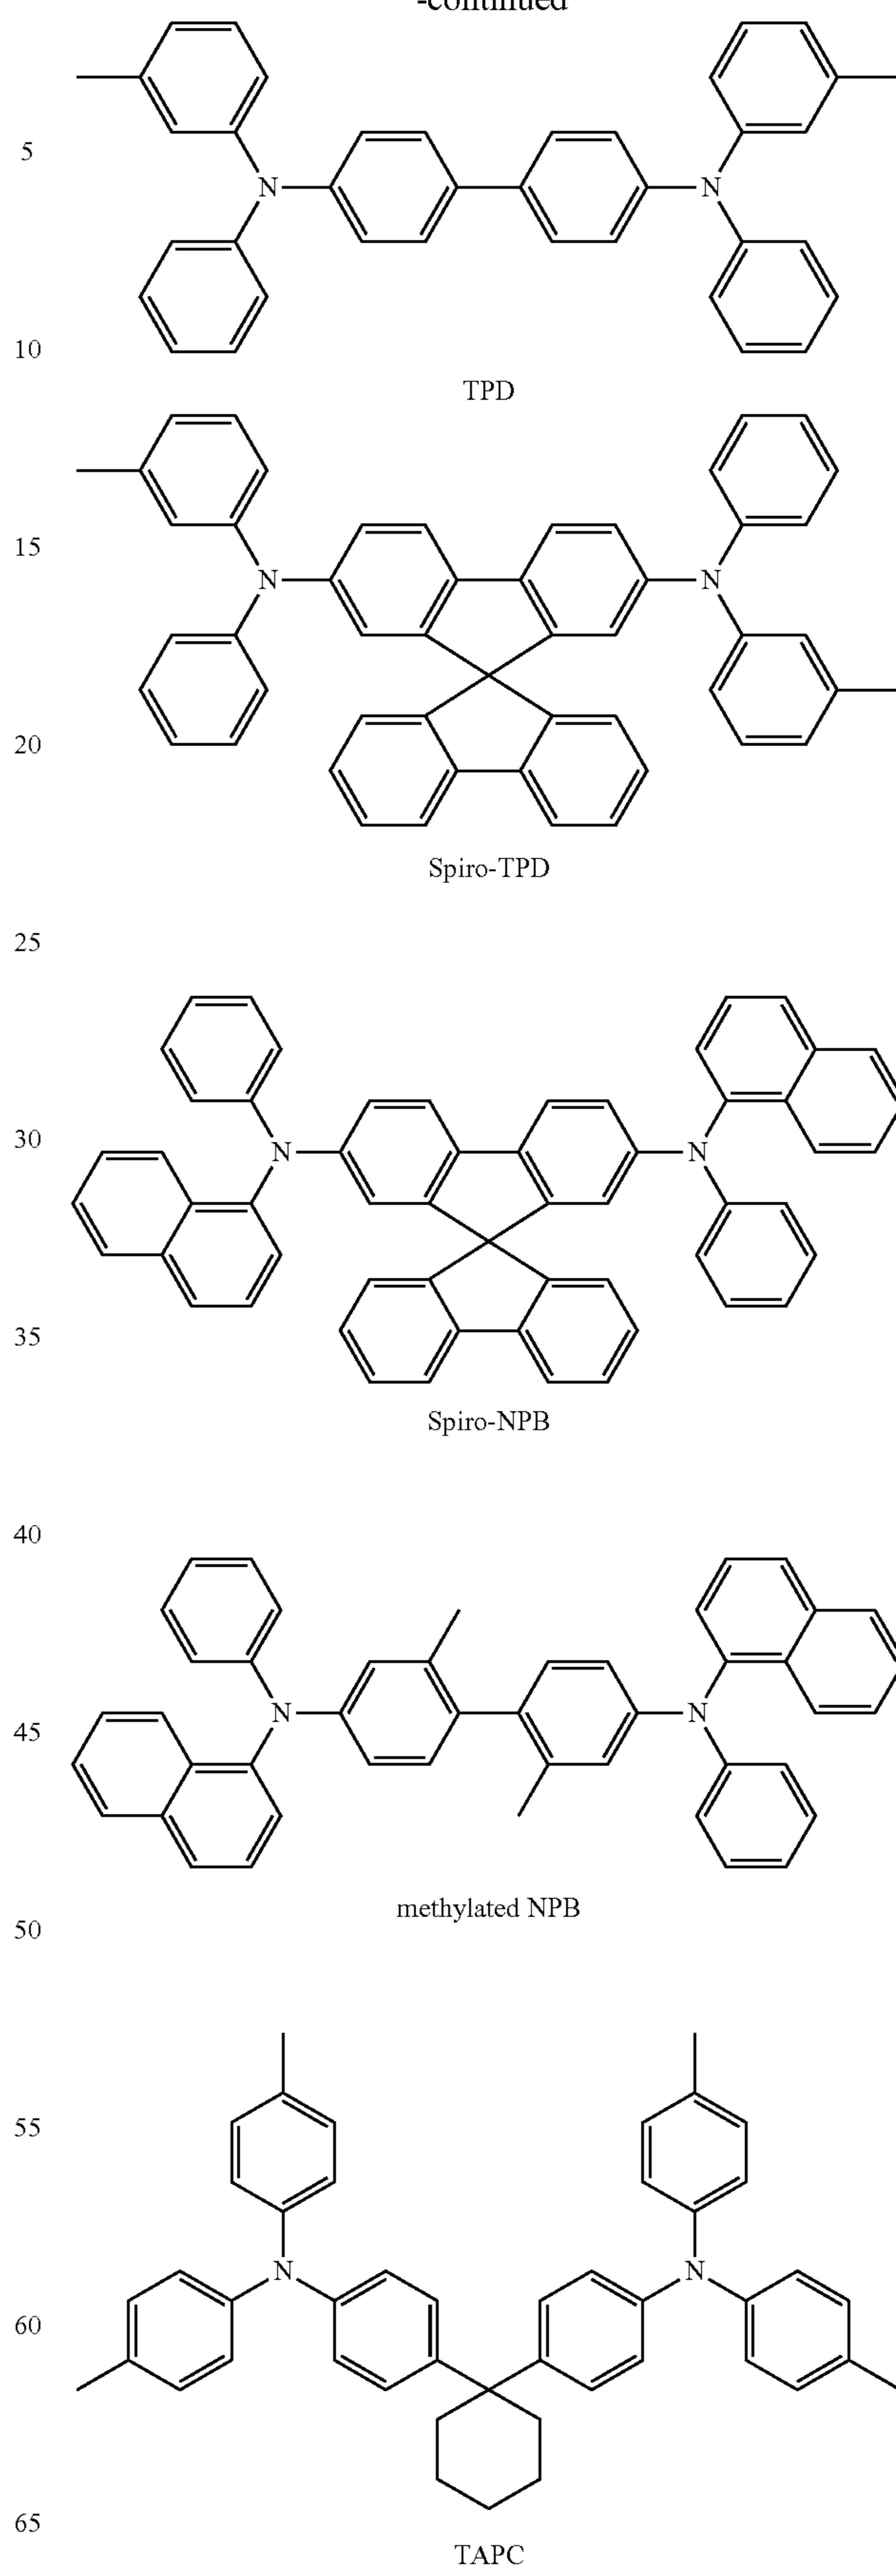 -continued
5
N
N
10
TPD
15
N
N
20
Spiro-TPD
25
30
N
N
35
Spiro-NPB
40
45
N
N
methylated NPB
50
55
N
N
60
65
TAPC